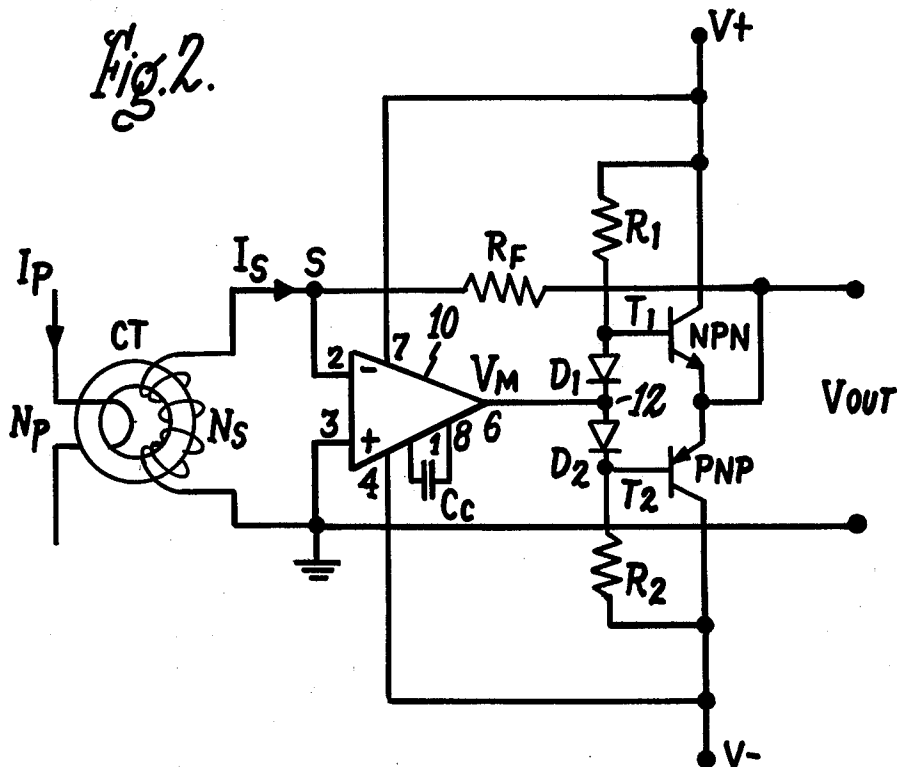 Fig. 2.
V+
R1
RF
IP
IS
S
T1
NPN
CT
2
7
10
VM
D1
12
VOUT
NP
NS
3
1
8
6
4
D2
PNP
T2
CC
R2
V-